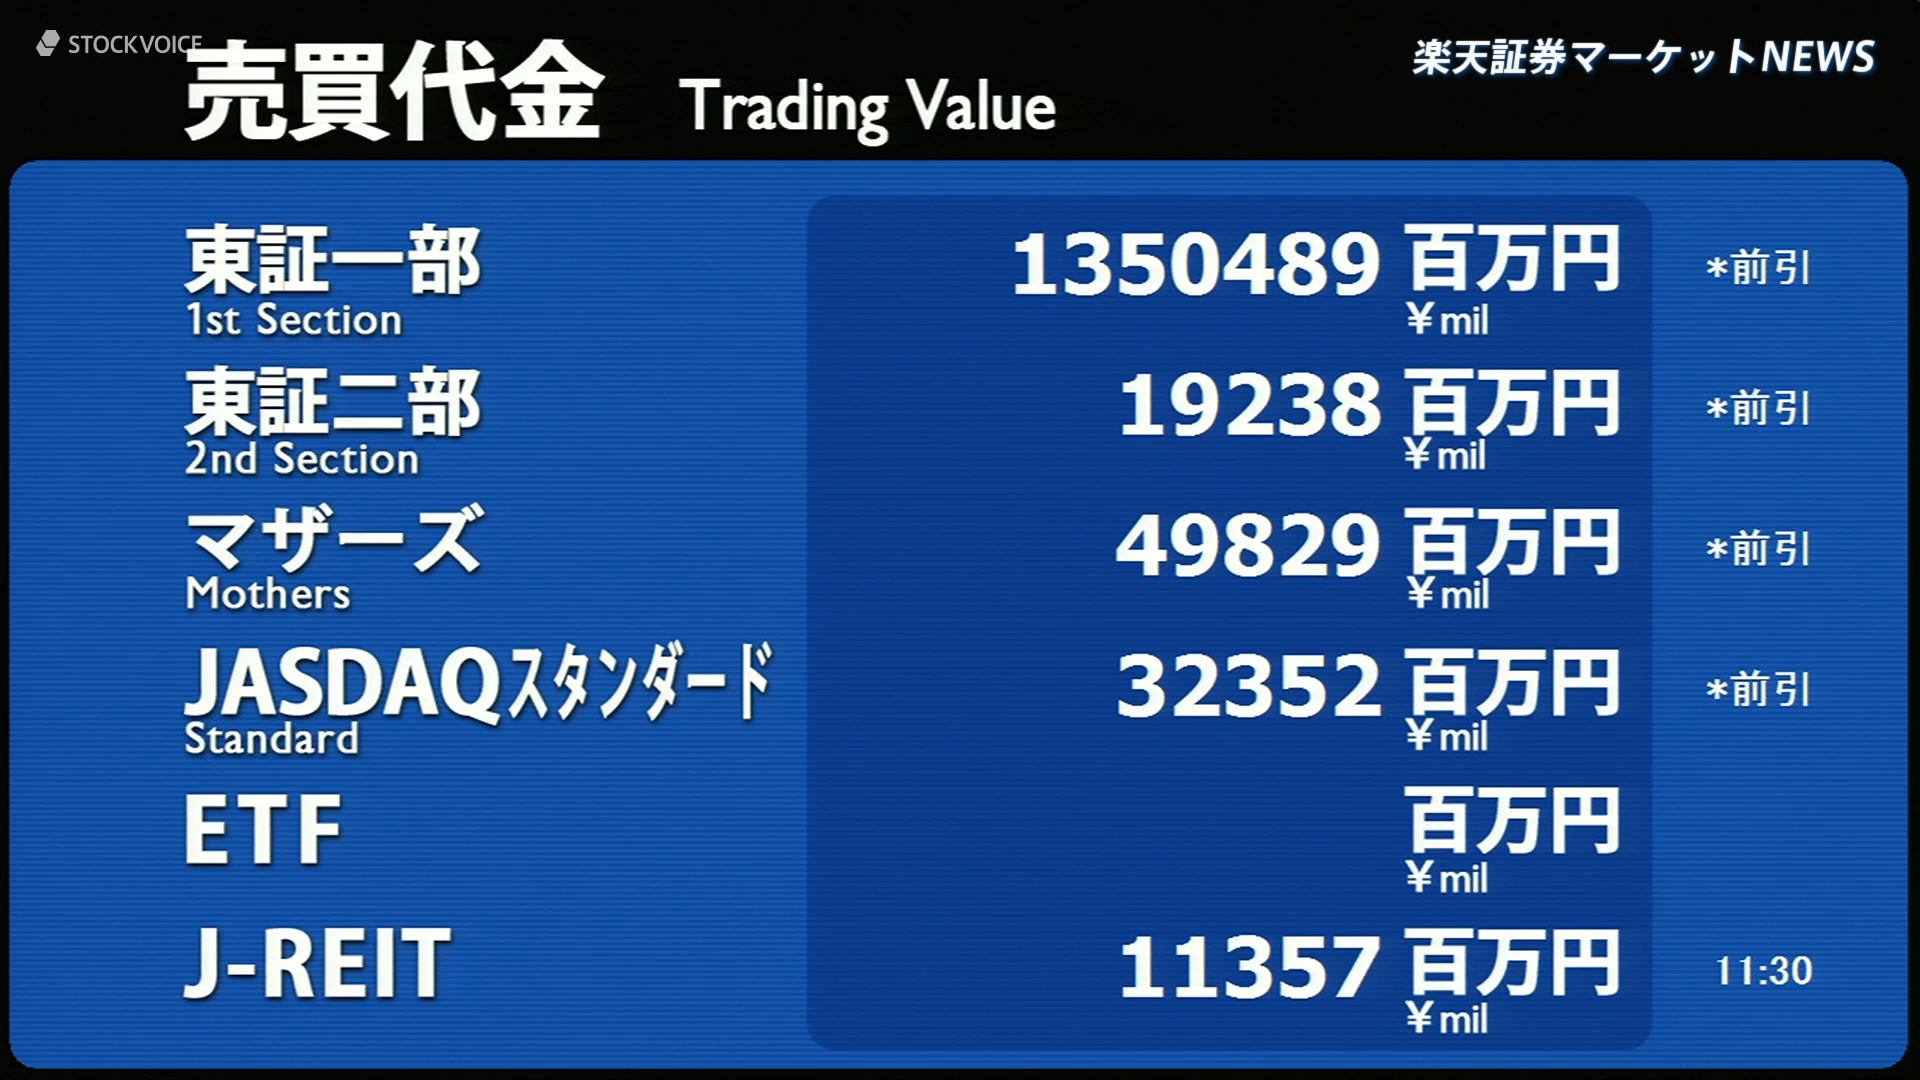 STOCKVOICE
売買代金 Trading Value
楽天証券マーケットNEWS
東証一部 1350489 百万円 *前引
1st Section ¥mil
東証二部 19238 百万円 *前引
2nd Section ¥mil
マザーズ 49829 百万円 *前引
Mothers ¥mil
JASDAQスタンダード 32352 百万円 *前引
Standard ¥mil
ETF 百万円
¥mil
J-REIT 11357 百万円 11:30
¥mil